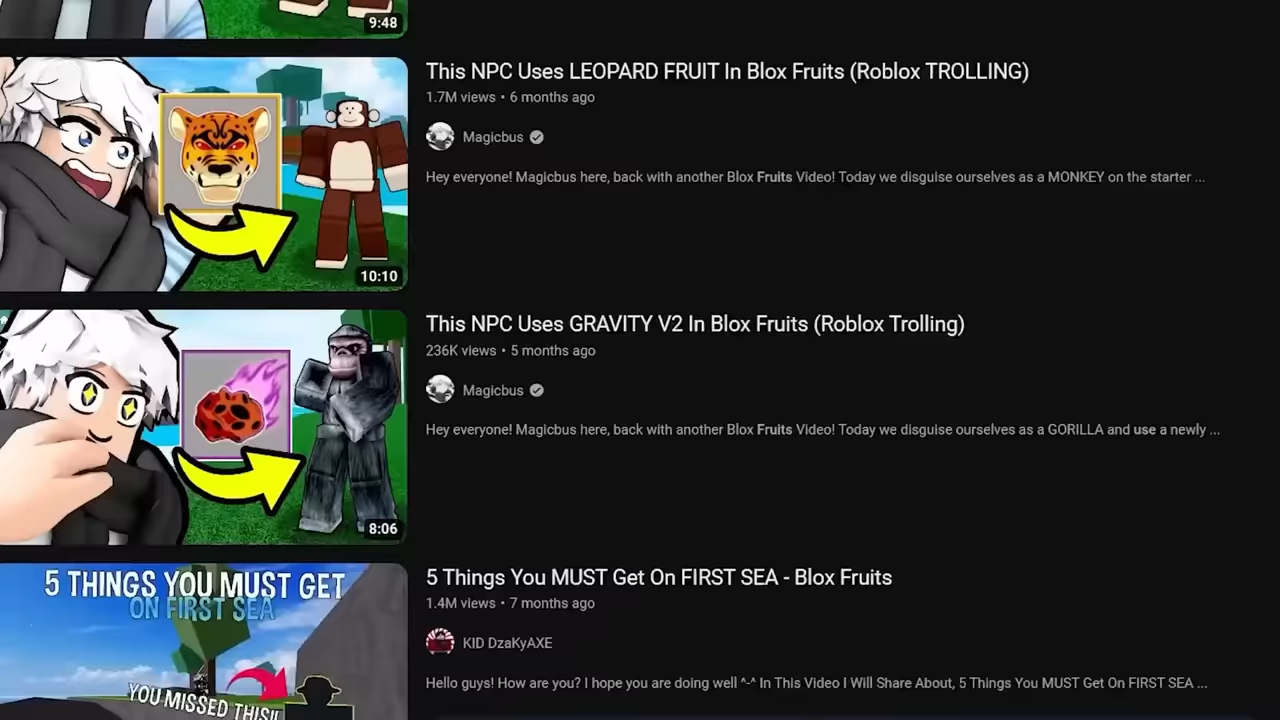 9:48
This NPC Uses LEOPARD FRUIT In Blox Fruits (Roblox TROLLING)
1.7M views • 6 months ago
Magicbus
Hey everyone! Magicbus here, back with another Blox Fruits Video! Today we disguise ourselves as a MONKEY on the starter ...
10:10
This NPC Uses GRAVITY V2 In Blox Fruits (Roblox Trolling)
236K views • 5 months ago
Magicbus
Hey everyone! Magicbus here, back with another Blox Fruits Video! Today we disguise ourselves as a GORILLA and use a newly ...
8:06
5 THINGS YOU MUST GET
ON FIRST SEA
YOU MISSED THIS!!
5 Things You MUST Get On FIRST SEA - Blox Fruits
1.4M views • 7 months ago
KID DzaKyAXE
Hello guys! How are you? I hope you are doing well ^-^ In This Video I Will Share About, 5 Things You MUST Get On FIRST SEA ...